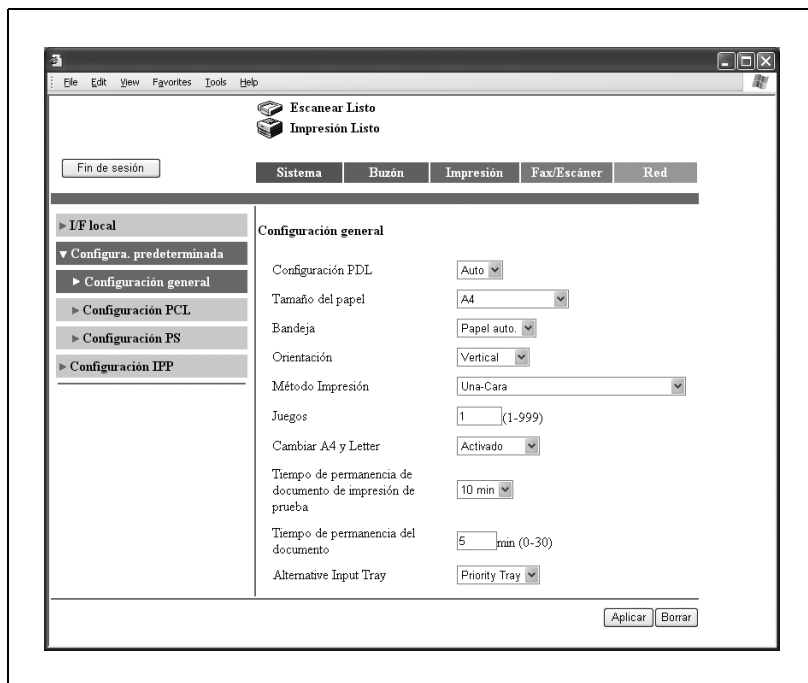 File Edit View Favorites Tools Help
Escanear Listo
Impresión Listo
Fin de sesión
Sistema Buzón Impresión Fax/Escáner Red
I/F local
Configura. predeterminada
Configuración general
Configuración PCL
Configuración PS
Configuración IPP
Configuración general
Configuración PDL Auto
Tamaño del papel A4
Bandeja Papel auto.
Orientación Vertical
Método Impresión Una-Cara
Juegos 1 (1-999)
Cambiar A4 y Letter Activado
Tiempo de permanencia de
documento de impresión de
prueba
10 min
Tiempo de permanencia del
documento
5 min (0-30)
Alternative Input Tray Priority Tray
Aplicar Borrar